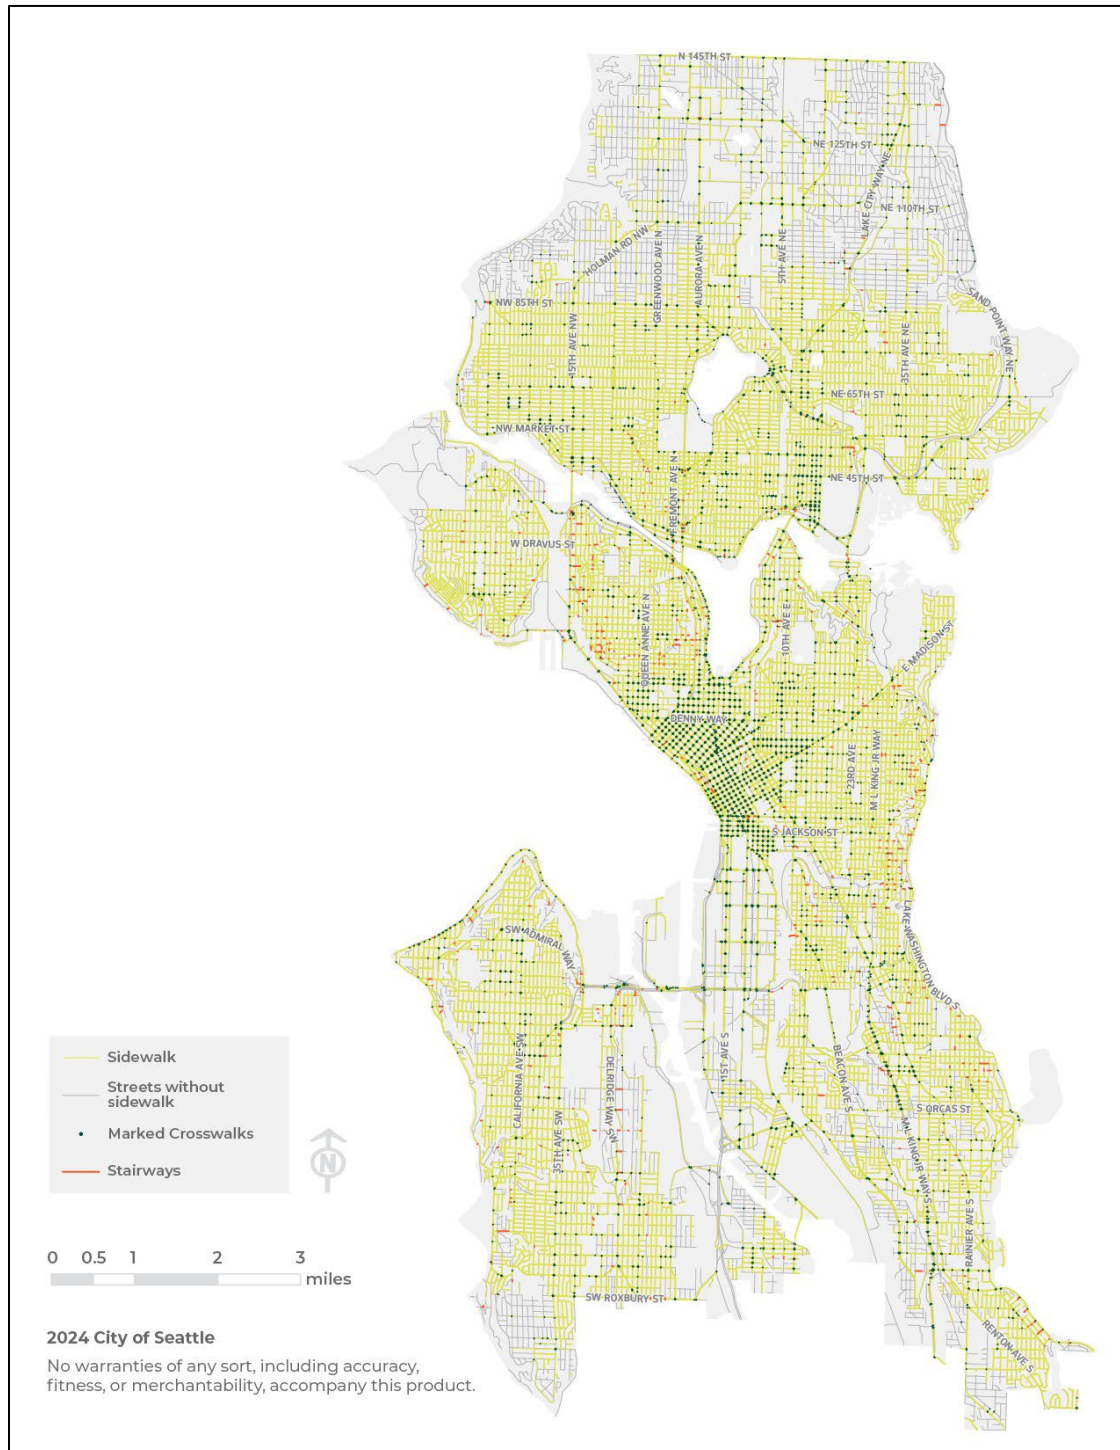 N 145TH ST
NE 125TH ST
LAKE CITY WAY NE
NE 110TH ST
HOLMAN RD NW
GREENWOOD AVE N
AURORA AVE N
5TH AVE NE
SAND POINT WAY NE
NW 85TH ST
15TH AVE NW
35TH AVE NE
NE 65TH ST
NW MARKET ST
FREMONT AVE N
NE 45TH ST
W DRAVUS ST
QUEEN ANNE AVE N
10TH AVE E
E MADISON ST
DENNY WAY
23RD AVE
M L KING JR WAY
S JACKSON ST
LAKE WASHINGTON BLVD S
SW ADMIRAL WAY
CALIFORNIA AVE SW
35TH AVE SW
DELRIDGE WAY SW
1ST AVE S
BEACON AVE S
S ORCAS ST
M L KING JR WAY S
RAINIER AVE S
SW ROXBURY ST
RENTON AVE S
Sidewalk
Streets without
sidewalk
Marked Crosswalks
Stairways
N
0 0.5 1 2 3
miles
2024 City of Seattle
No warranties of any sort, including accuracy,
fitness, or merchantability, accompany this product.